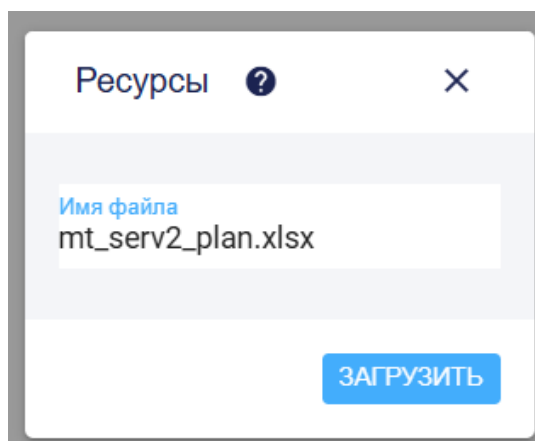 Ресурсы ?
Имя файла
mt_serv2_plan.xlsx
ЗАГРУЗИТЬ